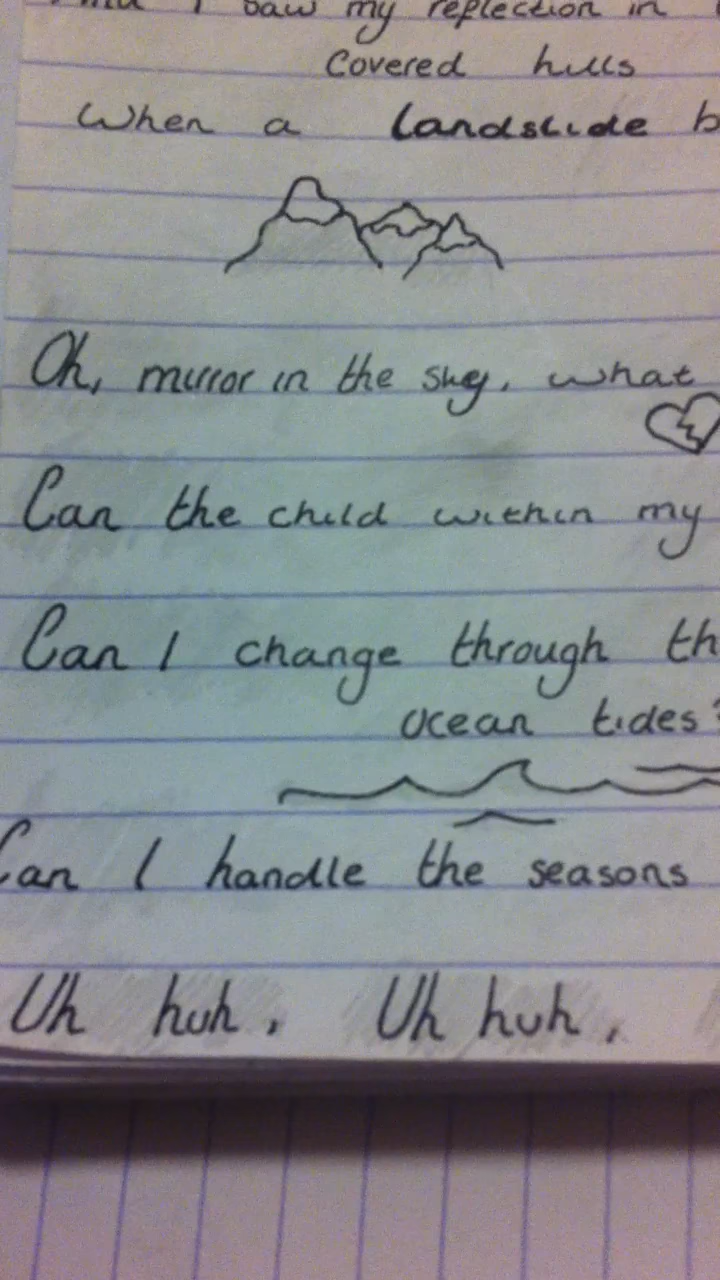 I saw my reflection in
covered hills
When a landslide b
Oh, mirror in the sky, what
Can the child within my
Can I change through th
ocean tides?
Can I handle the seasons
Uh huh, Uh huh,